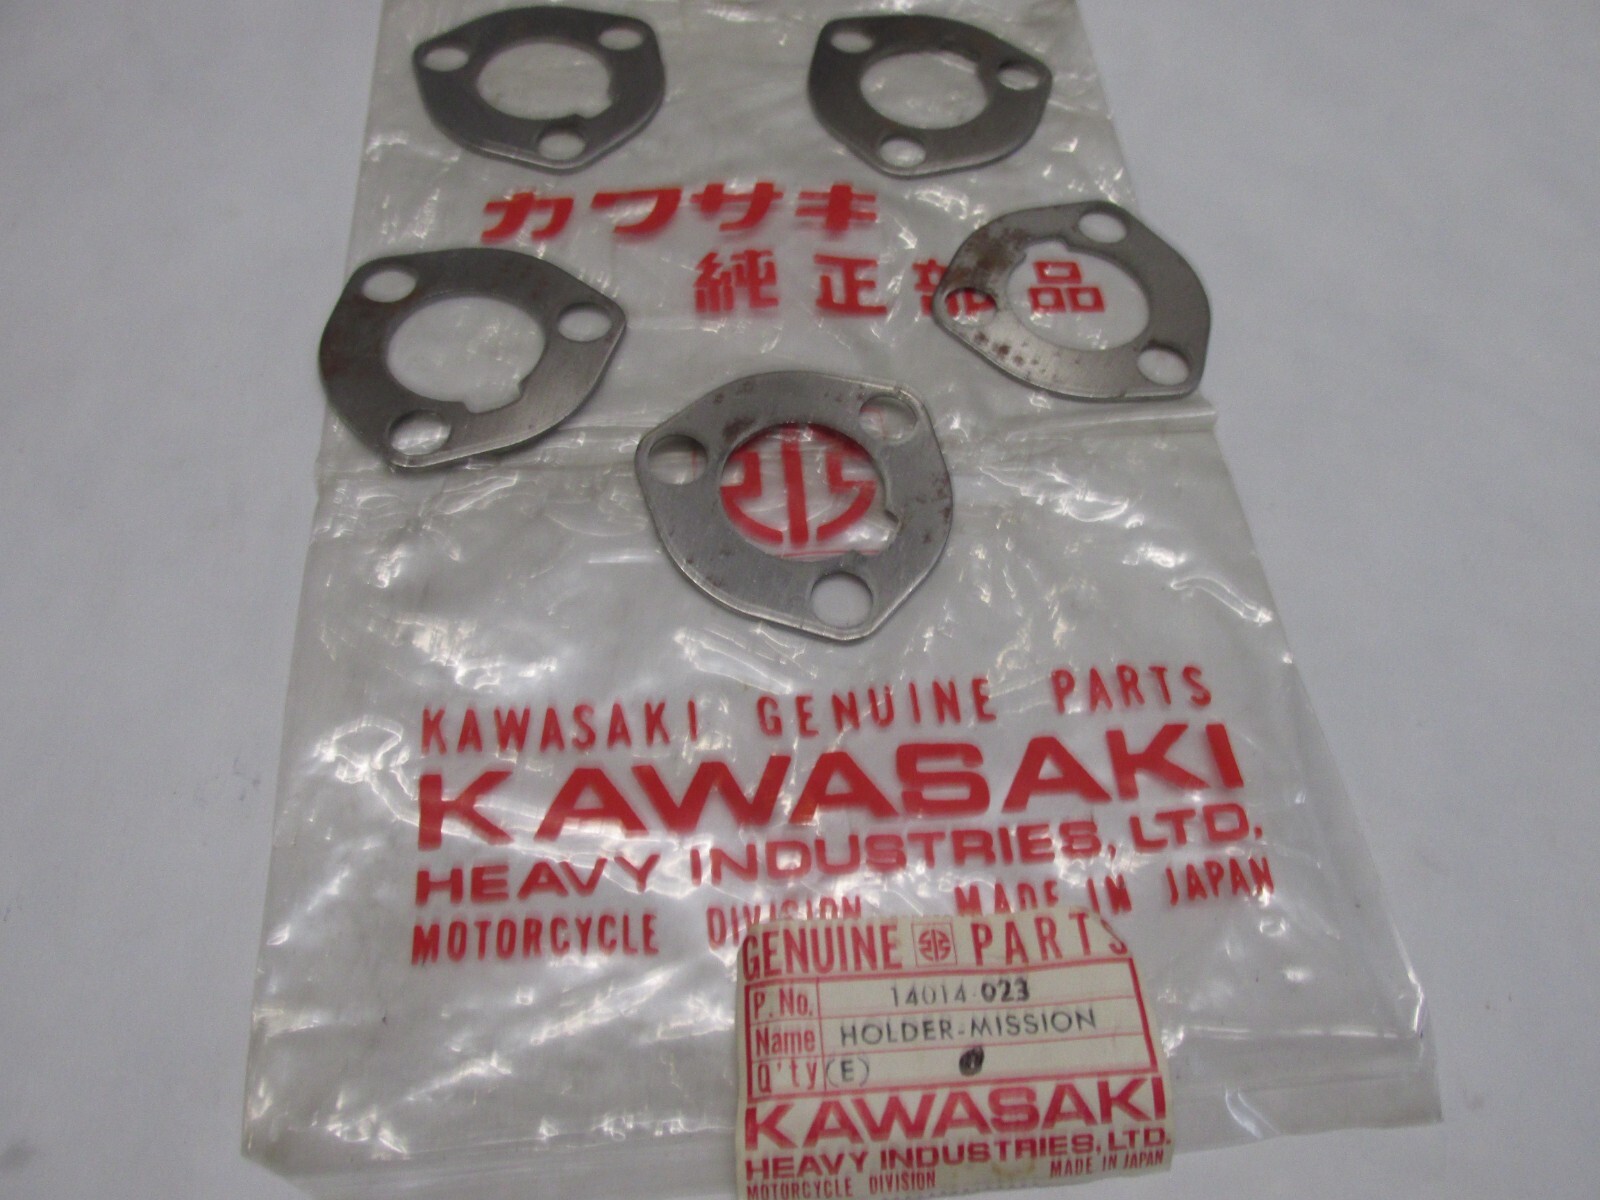 カワサキ
純正部品
KAWASAKI GENUINE PARTS
KAWASAKI
HEAVY INDUSTRIES, LTD.
MOTORCYCLE DIVISION MADE IN JAPAN
GENUINE PARTS
P. No. 14014-023
Name HOLDER-MISSION
Q'ty (E)
KAWASAKI
HEAVY INDUSTRIES, LTD.
MADE IN JAPAN
MOTORCYCLE DIVISION